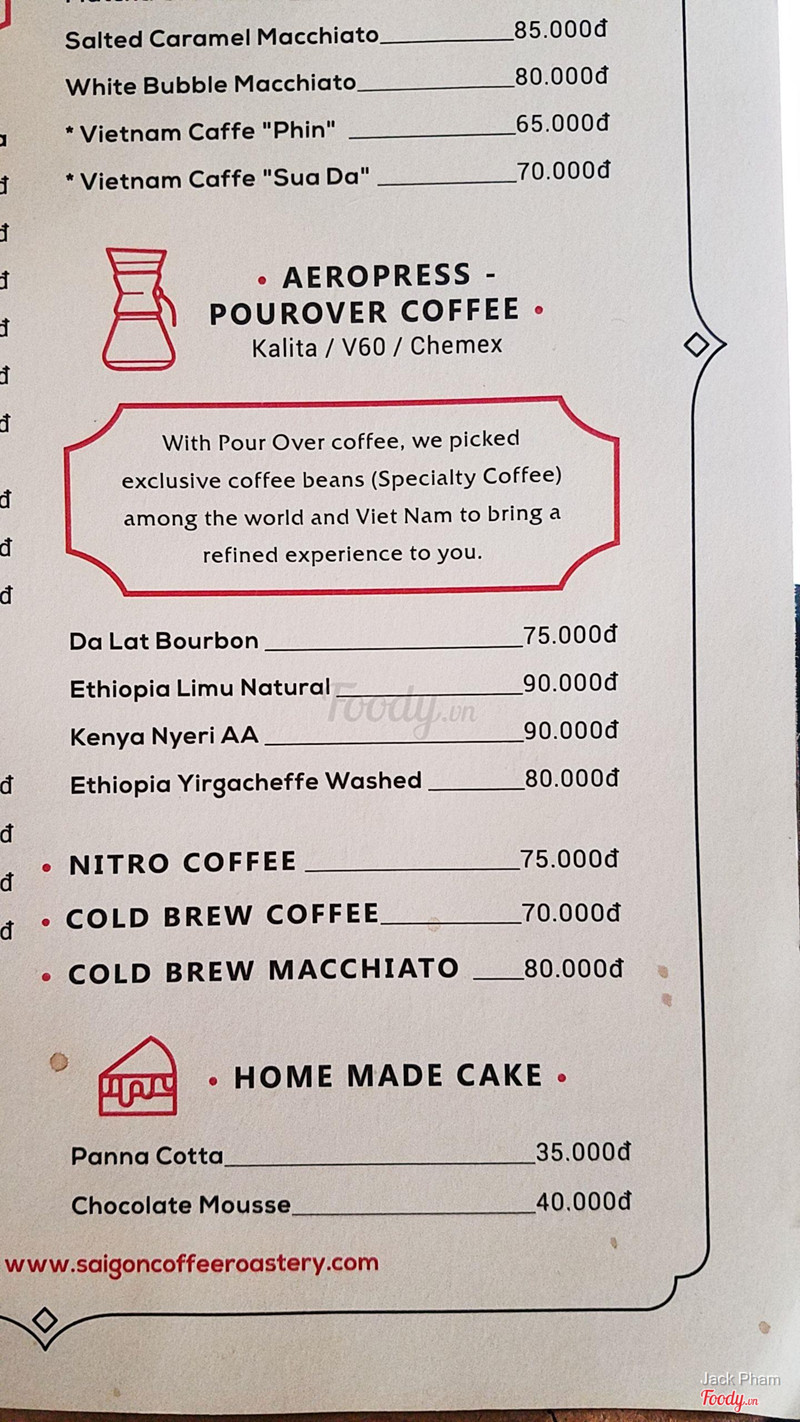 Salted Caramel Macchiato 85.000đ
White Bubble Macchiato 80.000đ
* Vietnam Caffe "Phin" 65.000đ
* Vietnam Caffe "Sua Da" 70.000đ
• AEROPRESS -
POUROVER COFFEE •
Kalita / V60 / Chemex
With Pour Over coffee, we picked
exclusive coffee beans (Specialty Coffee)
among the world and Viet Nam to bring a
refined experience to you.
Da Lat Bourbon 75.000đ
Ethiopia Limu Natural 90.000đ
Foody.vn
Kenya Nyeri AA 90.000đ
Ethiopia Yirgacheffe Washed 80.000đ
• NITRO COFFEE 75.000đ
• COLD BREW COFFEE 70.000đ
• COLD BREW MACCHIATO 80.000đ
• HOME MADE CAKE •
Panna Cotta 35.000đ
Chocolate Mousse 40.000đ
www.saigoncoffeeroastery.com
Jack Pham
Foody.vn